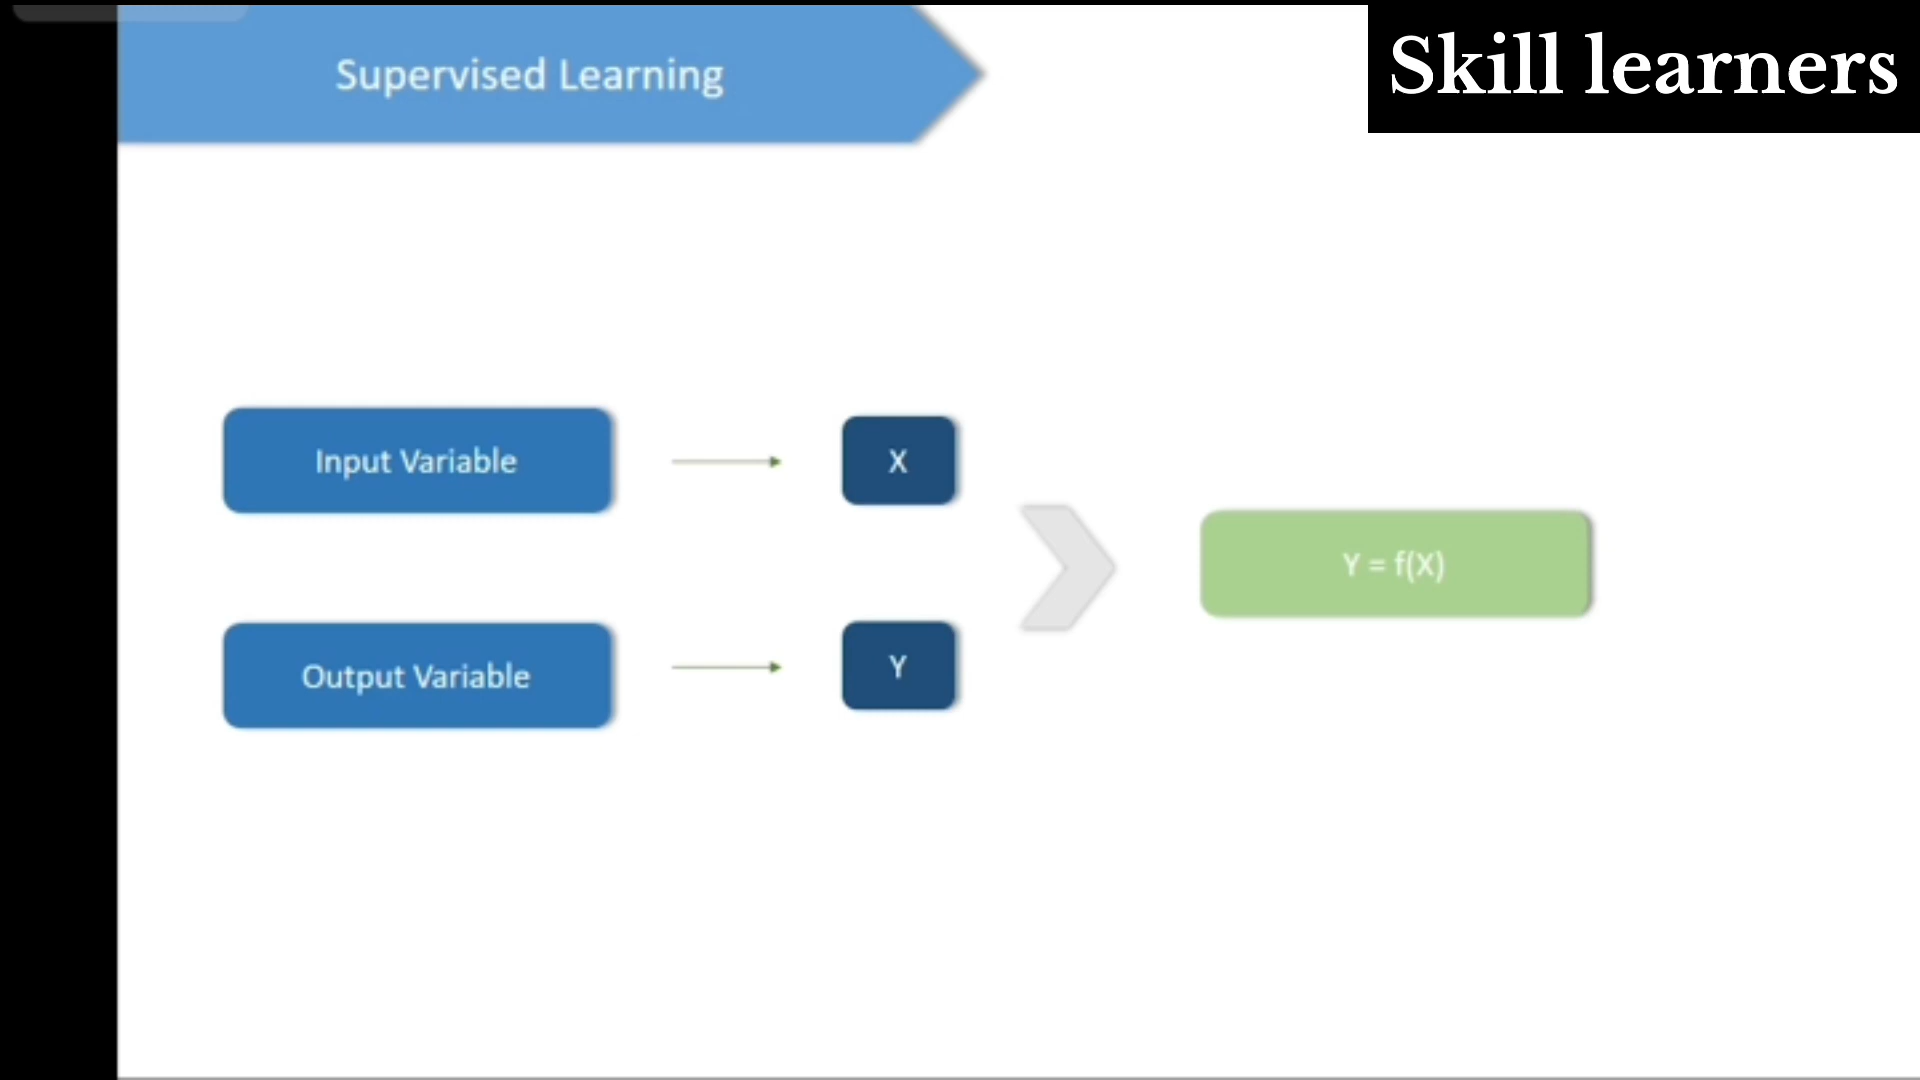 Supervised Learning
Skill learners
Input Variable
X
Y = f(X)
Output Variable
Y